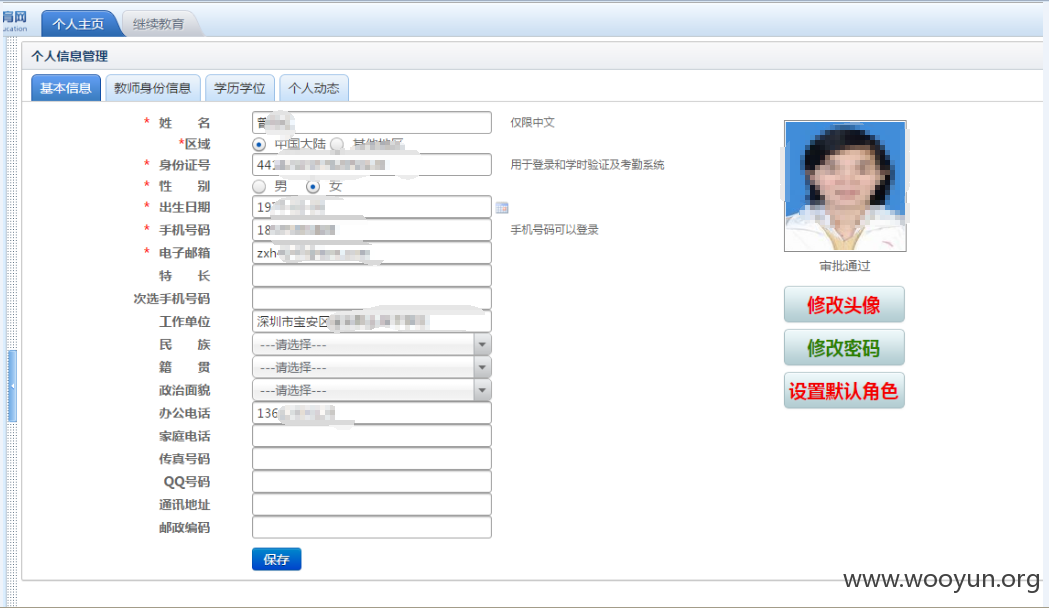 育网
ucation
个人主页 继续教育
个人信息管理
基本信息 教师身份信息 学历学位 个人动态
* 姓 名 曾 仅限中文
*区域 中国大陆 其他地区
* 身份证号 44 用于登录和学时验证及考勤系统
* 性 别 男 女
* 出生日期 197
* 手机号码 18 手机号码可以登录
* 电子邮箱 zxh
特 长
次选手机号码
工作单位 深圳市宝安区
民 族 ---请选择---
籍 贯 ---请选择---
政治面貌 ---请选择---
办公电话 136
家庭电话
传真号码
QQ号码
通讯地址
邮政编码
保存
审批通过
修改头像
修改密码
设置默认角色
www.wooyun.org